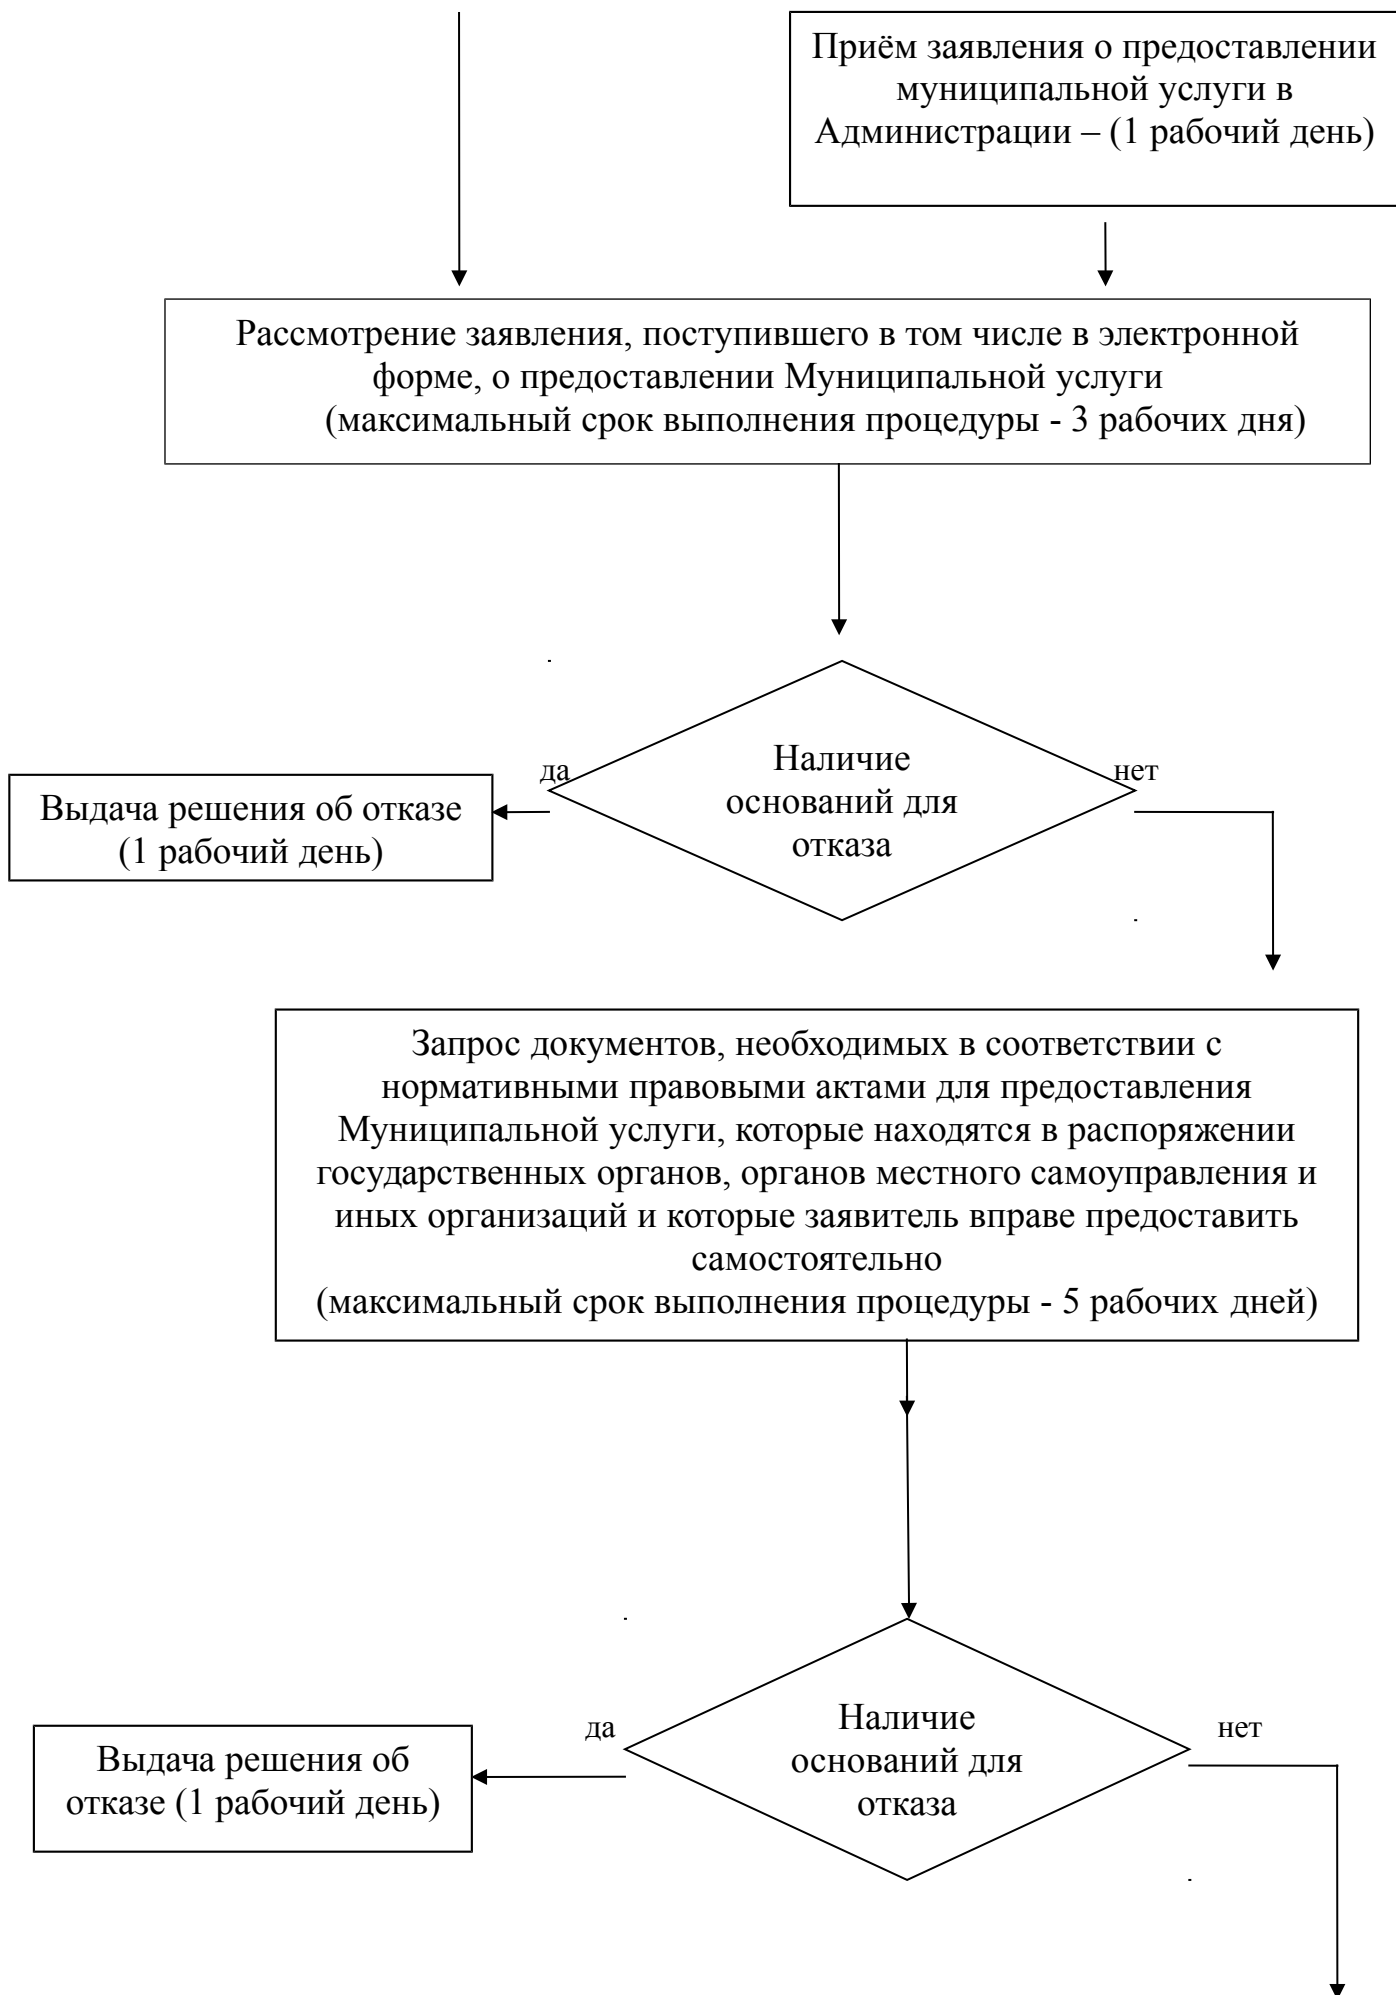 Приём заявления о предоставлении
муниципальной услуги в
Администрации – (1 рабочий день)
Рассмотрение заявления, поступившего в том числе в электронной
форме, о предоставлении Муниципальной услуги
(максимальный срок выполнения процедуры - 3 рабочих дня)
да
Наличие
оснований для
отказа
нет
Выдача решения об отказе
(1 рабочий день)
Запрос документов, необходимых в соответствии с
нормативными правовыми актами для предоставления
Муниципальной услуги, которые находятся в распоряжении
государственных органов, органов местного самоуправления и
иных организаций и которые заявитель вправе предоставить
самостоятельно
(максимальный срок выполнения процедуры - 5 рабочих дней)
да
Наличие
оснований для
отказа
нет
Выдача решения об
отказе (1 рабочий день)